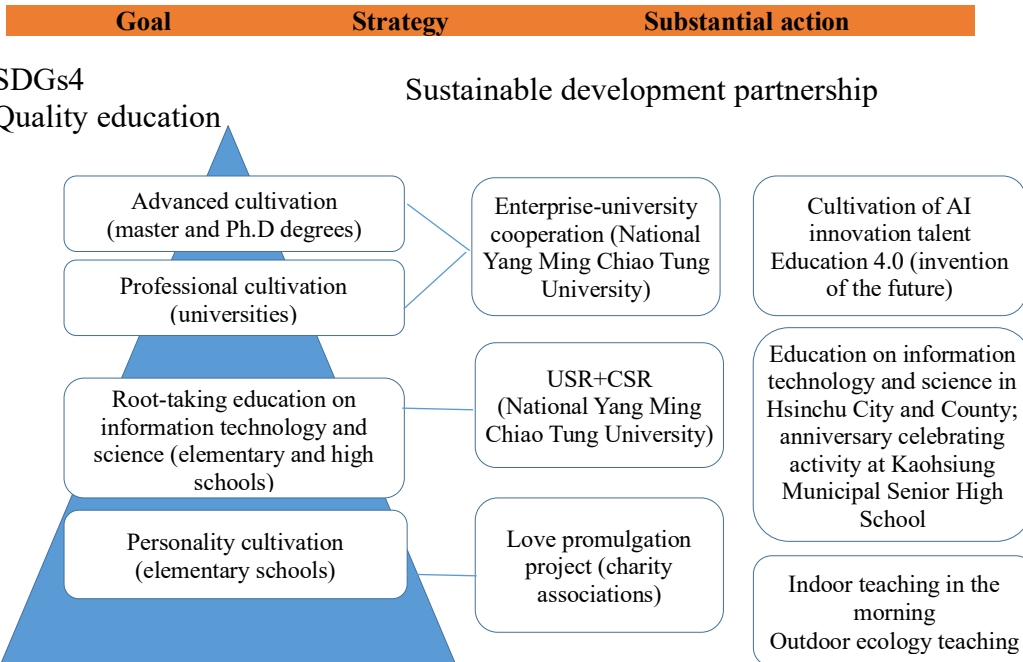 Goal Strategy Substantial action
SDGs4
Quality education
Sustainable development partnership
Advanced cultivation
(master and Ph.D degrees)
Professional cultivation
(universities)
Root-taking education on
information technology and
science (elementary and high
schools)
Personality cultivation
(elementary schools)
Enterprise-university
cooperation (National
Yang Ming Chiao Tung
University)
USR+CSR
(National Yang Ming
Chiao Tung University)
Love promulgation
project (charity
associations)
Cultivation of AI
innovation talent
Education 4.0 (invention
of the future)
Education on information
technology and science in
Hsinchu City and County;
anniversary celebrating
activity at Kaohsiung
Municipal Senior High
School
Indoor teaching in the
morning
Outdoor ecology teaching